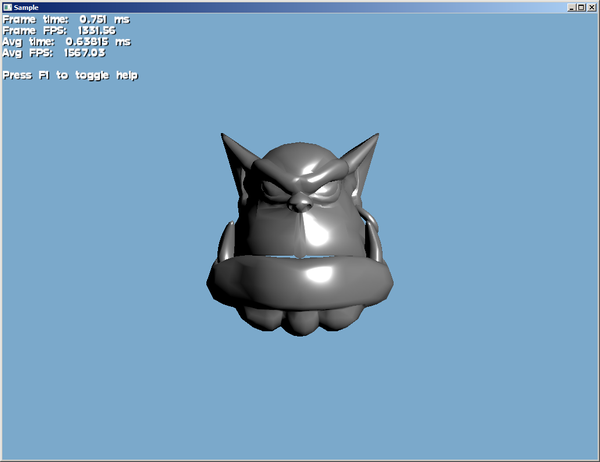 Sample
Frame time: 0.751 ms
Frame FPS: 1331.56
Avg time: 0.63815 ms
Avg FPS: 1567.03
Press F1 to toggle help